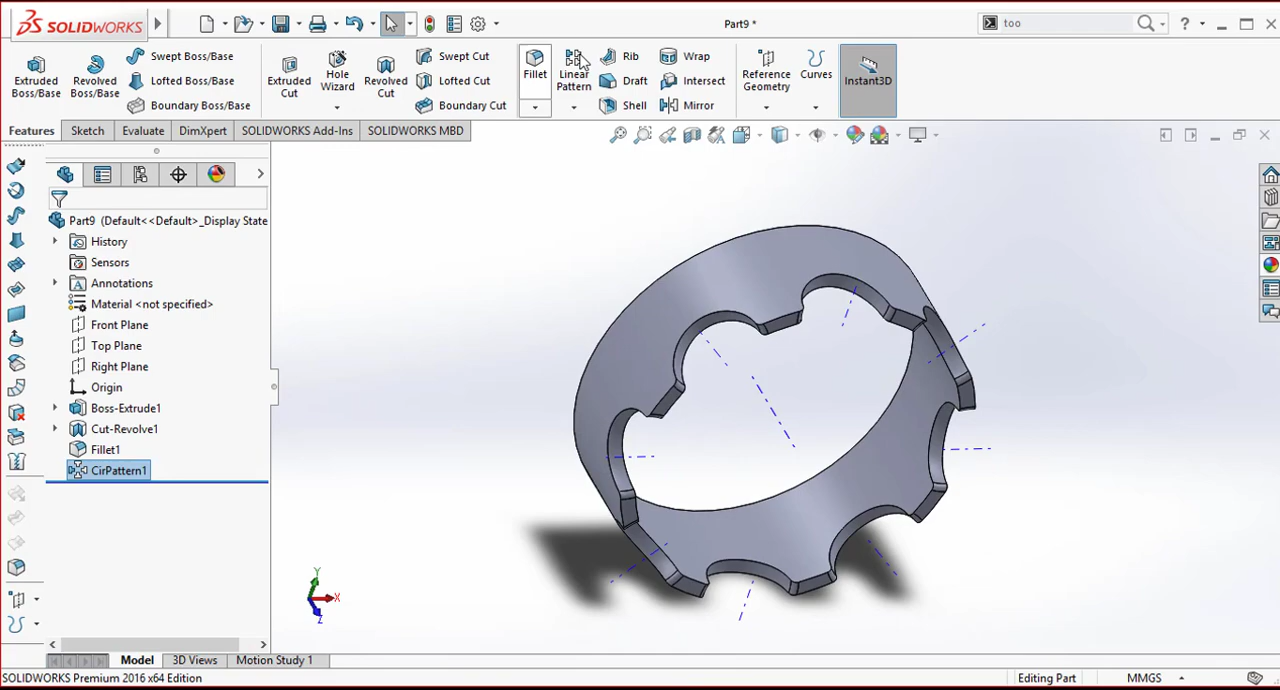 SOLIDWORKS
Part9 *
too
?
Extruded Boss/Base
Revolved Boss/Base
Swept Boss/Base
Lofted Boss/Base
Boundary Boss/Base
Extruded Cut
Hole Wizard
Revolved Cut
Swept Cut
Lofted Cut
Boundary Cut
Fillet
Linear Pattern
Rib
Draft
Shell
Wrap
Intersect
Mirror
Reference Geometry
Curves
Instant3D
Features
Sketch
Evaluate
DimXpert
SOLIDWORKS Add-Ins
SOLIDWORKS MBD
Part9 (Default<<Default>_Display State
History
Sensors
Annotations
Material <not specified>
Front Plane
Top Plane
Right Plane
Origin
Boss-Extrude1
Cut-Revolve1
Fillet1
CirPattern1
Y
X
Z
Model
3D Views
Motion Study 1
SOLIDWORKS Premium 2016 x64 Edition
Editing Part
MMGS